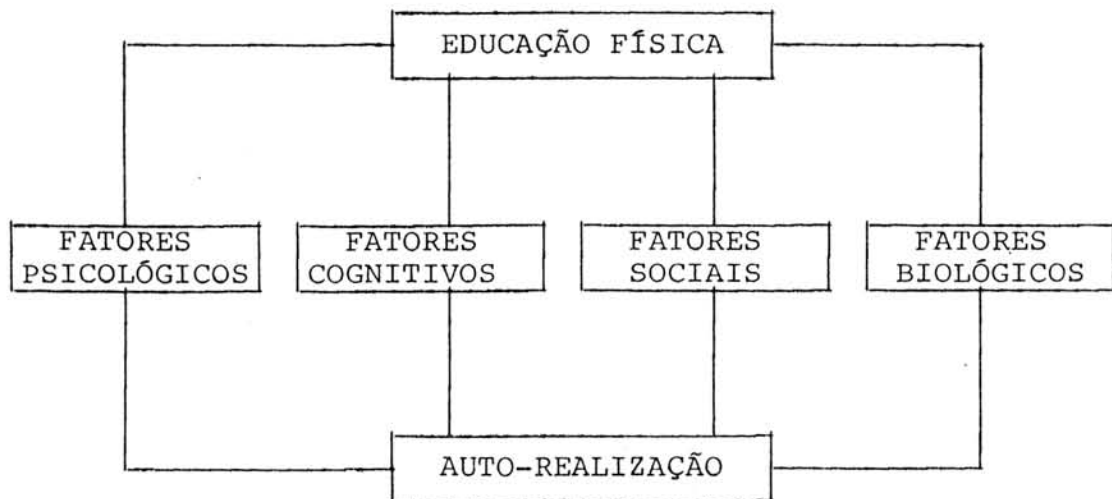 EDUCAÇÃO FÍSICA
FATORES
PSICOLÓGICOS
FATORES
COGNITIVOS
FATORES
SOCIAIS
FATORES
BIOLÓGICOS
AUTO-REALIZAÇÃO